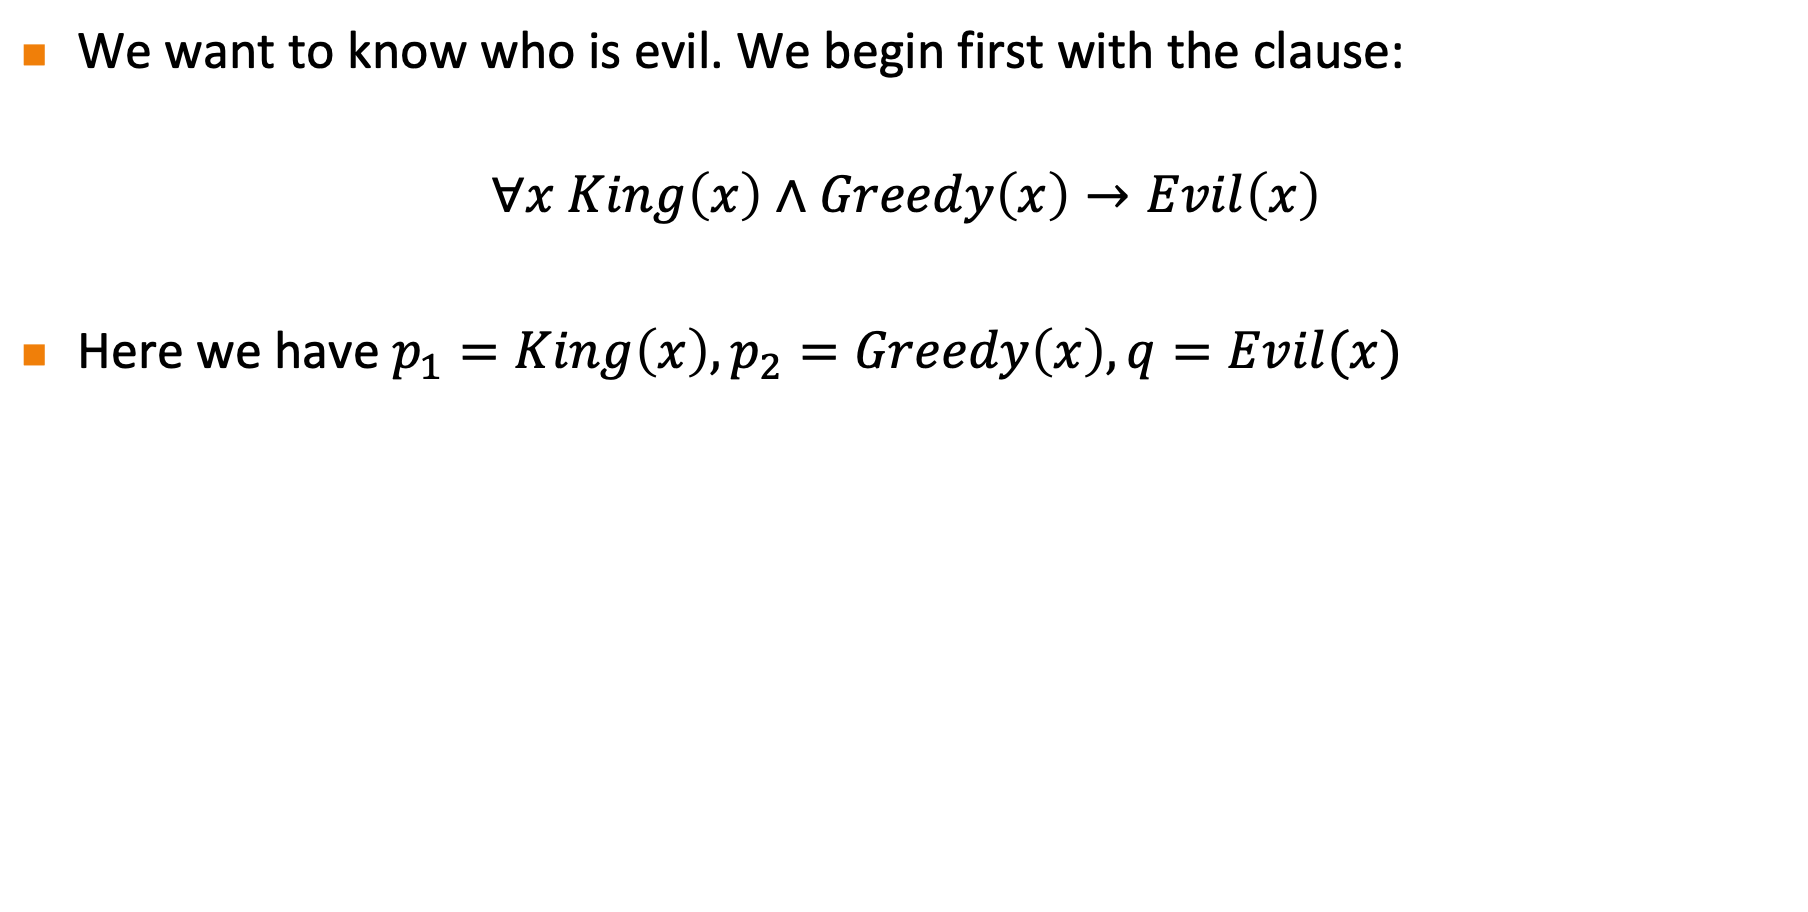 ▪ We want to know who is evil. We begin first with the clause:
∀x King(x) ∧ Greedy(x) → Evil(x)
▪ Here we have p₁ = King(x), p₂ = Greedy(x), q = Evil(x)